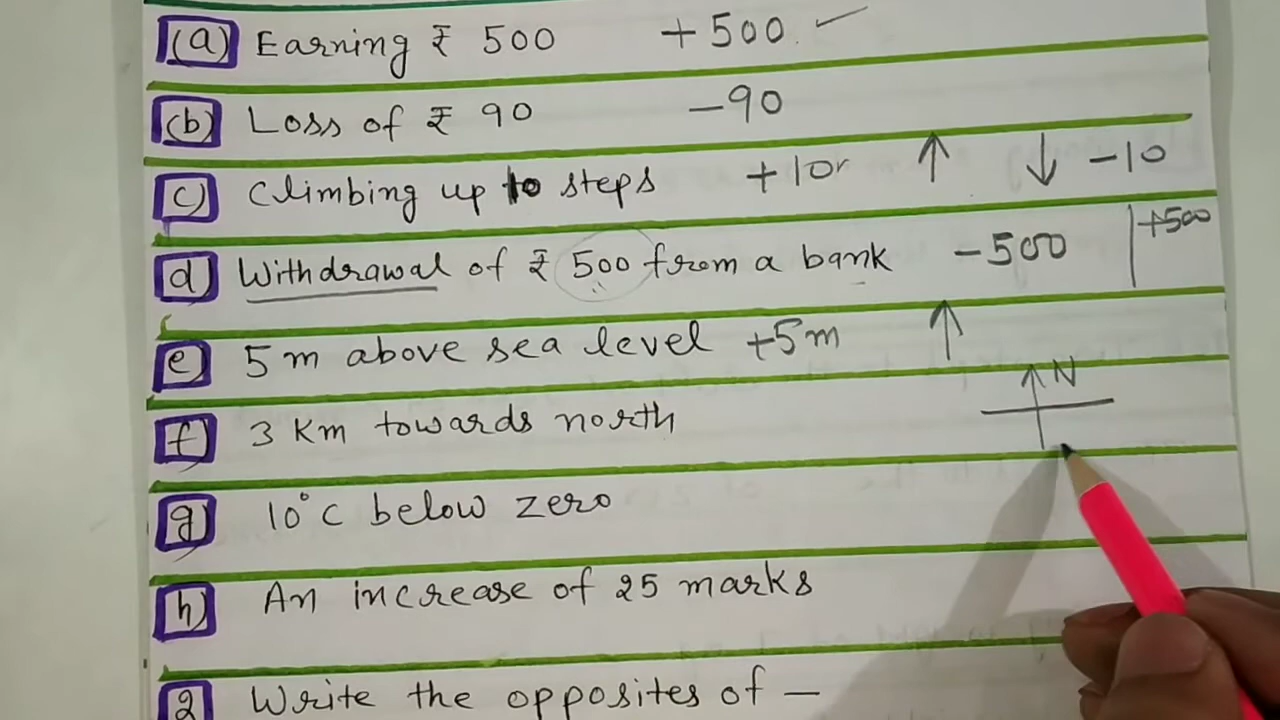 (a) Earning ₹ 500 +500
(b) Loss of ₹ 90 -90
(c) Climbing up 10 steps +10 ↑ ↓ -10
(d) Withdrawal of ₹ 500 from a bank -500 | +500
(e) 5 m above sea level +5m ↑
N
(f) 3 Km towards north
(g) 10°C below zero
(h) An increase of 25 marks
2 Write the opposites of —